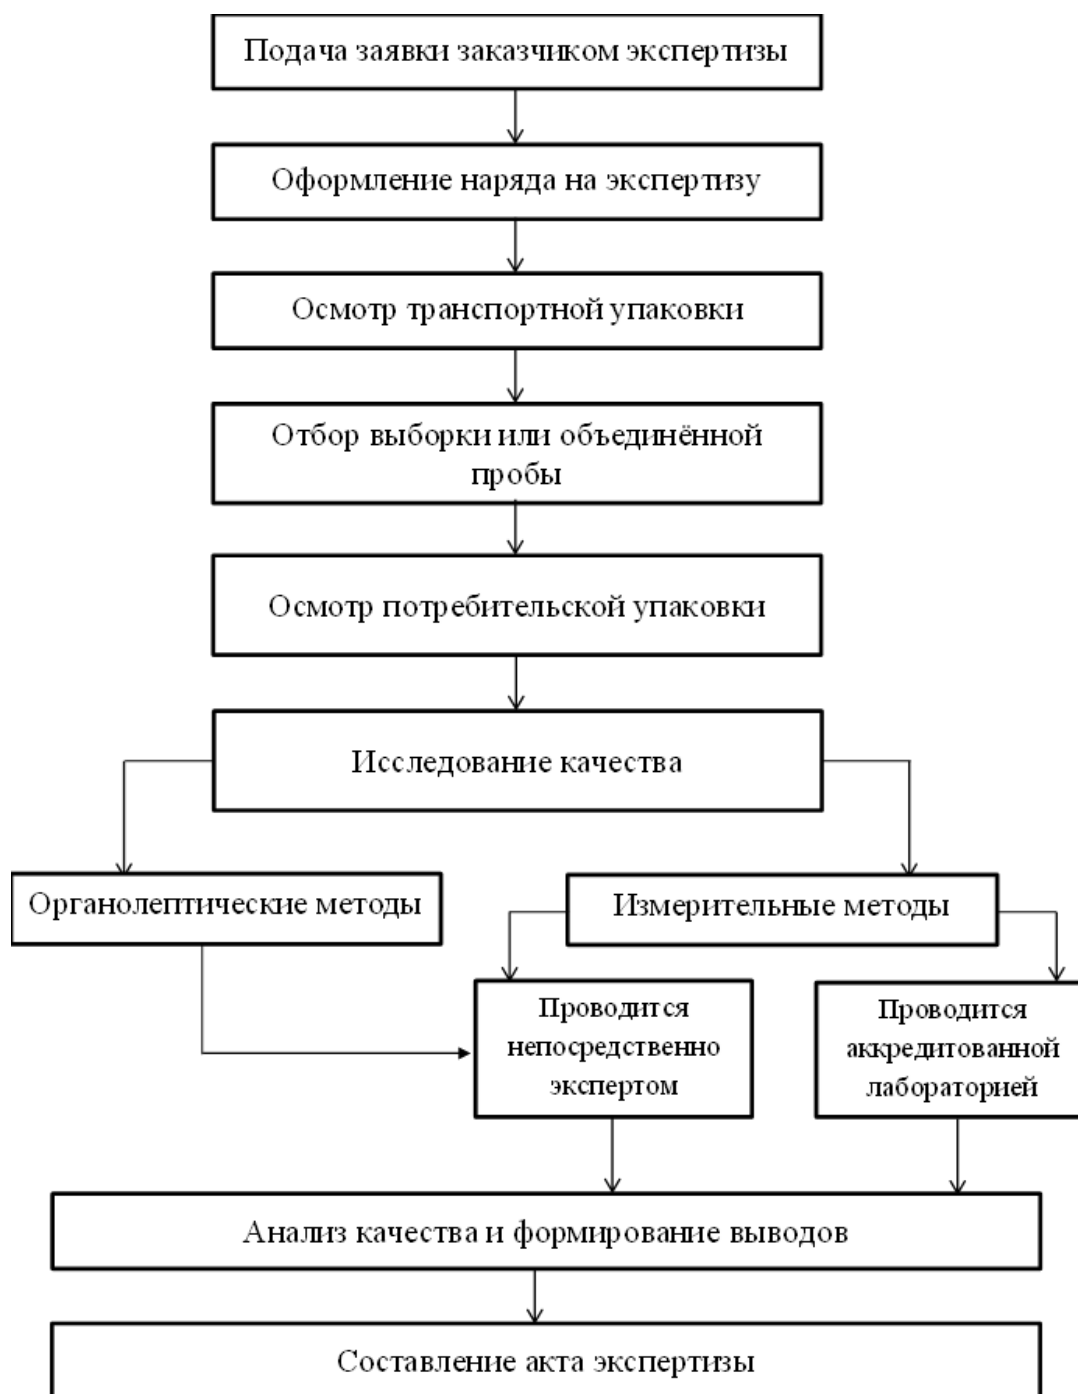 Подача заявки заказчиком экспертизы
Оформление наряда на экспертизу
Осмотр транспортной упаковки
Отбор выборки или объединённой
пробы
Осмотр потребительской упаковки
Исследование качества
Органолептические методы
Измерительные методы
Проводится
непосредственно
экспертом
Проводится
аккредитованной
лабораторией
Анализ качества и формирование выводов
Составление акта экспертизы